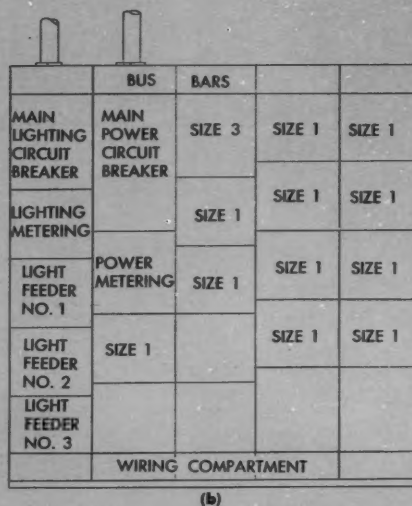 BUS BARS
MAIN
LIGHTING
CIRCUIT
BREAKER
LIGHTING
METERING
LIGHT
FEEDER
NO. 1
LIGHT
FEEDER
NO. 2
LIGHT
FEEDER
NO. 3
MAIN
POWER
CIRCUIT
BREAKER
POWER
METERING
SIZE 1
SIZE 3
SIZE 1
SIZE 1
SIZE 1
SIZE 1
SIZE 1
SIZE 1
SIZE 1
SIZE 1
SIZE 1
SIZE 1
WIRING COMPARTMENT
(b)